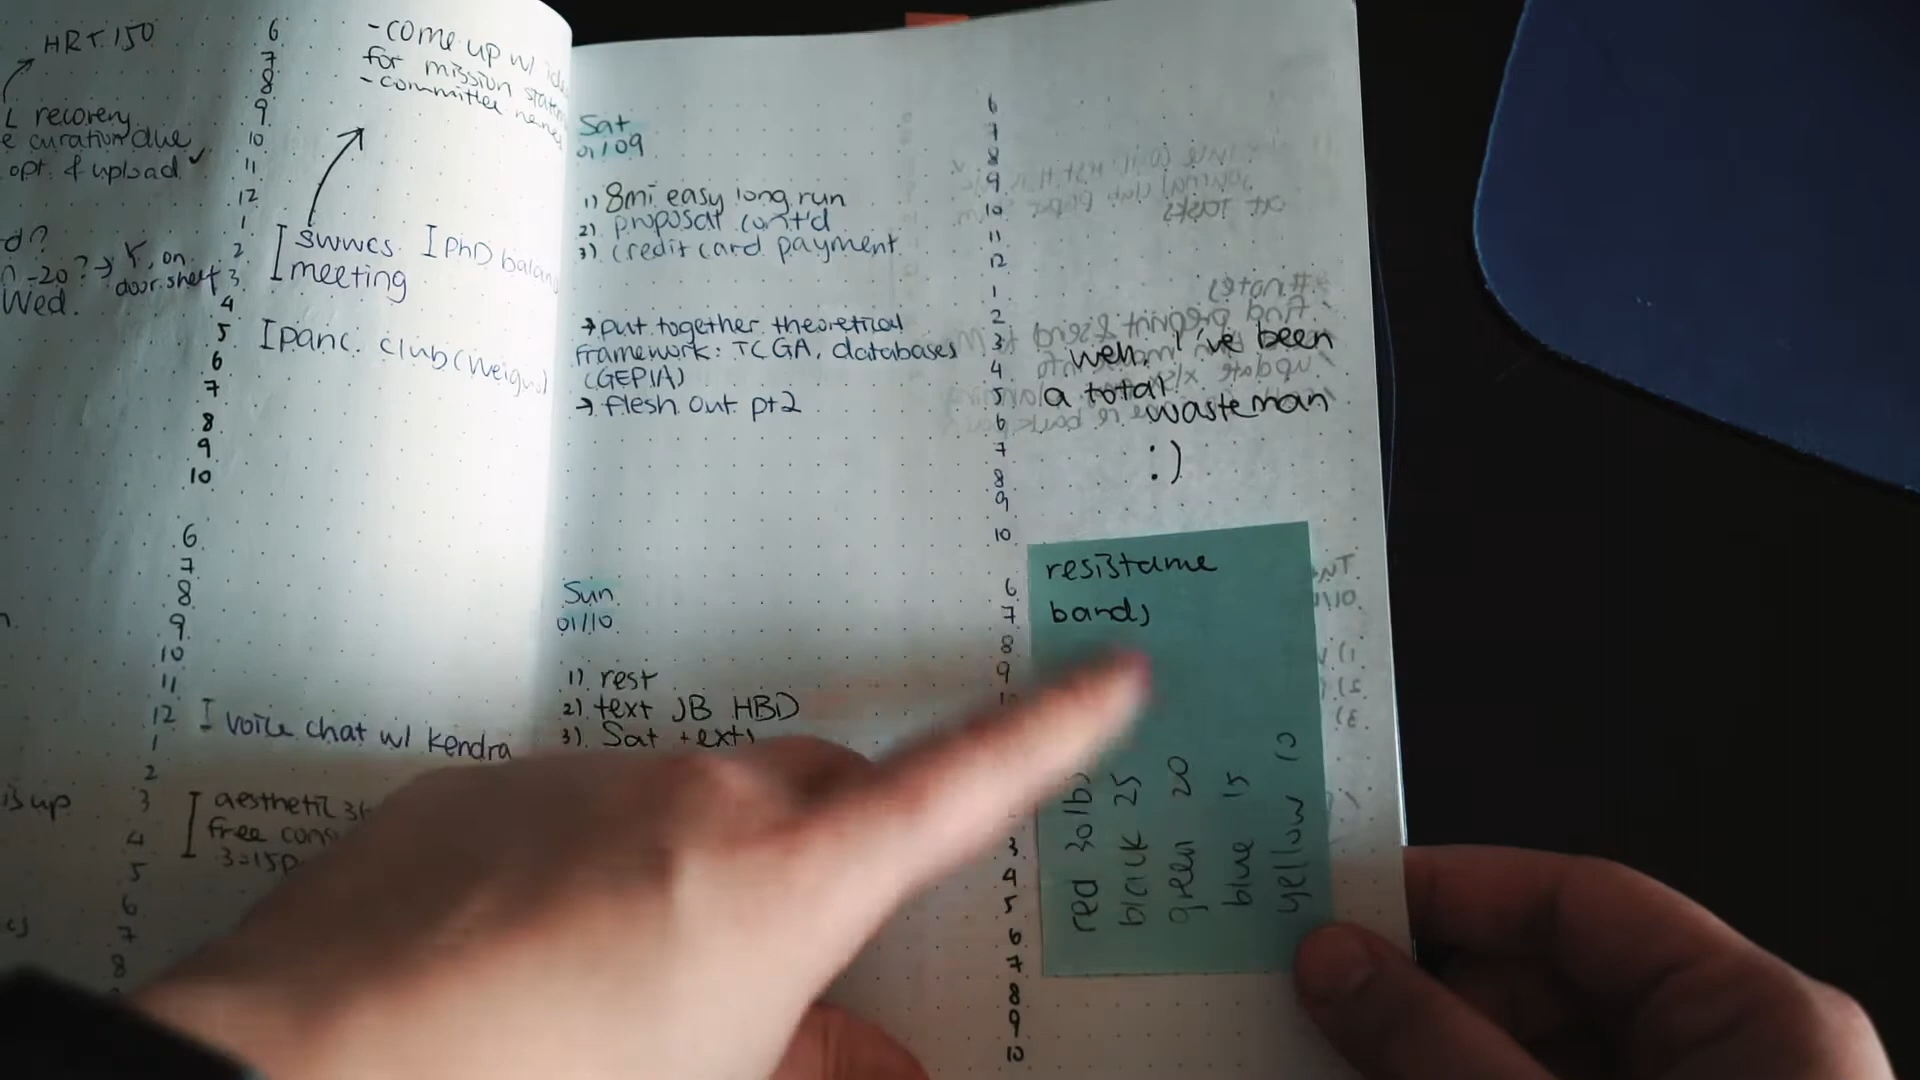 HRT 150
L recovery
e curation due
opt. & upload ✓
d?
n -20? → Y, on
door shelf
Wed.
is up
6
7
8
9
10
11
12
1
2
3
4
5
6
7
8
9
10
- come up w/
for mission
- committee
[ SWWCS
meeting
I PhD
I panc. club
6
7
8
9
10
11
12
1
2
3
4
5
6
7
8
I voice chat w/ Kendra
[ aesthetic
free
3=15p
Sat
01/09
1) 8mi easy long run
2) proposal cont'd
3) credit card payment
→ put together theoretical
framework: TCGA, databases
(GEPIA)
→ flesh out pt2
6
7
8
9
10
11
12
1
2
3
4
5
6
7
8
9
10
well, I've been
a total
wasteman
:)
Sun
01/10
1) rest
2) text JB HBD
3) Sat
6
7
8
9
3
4
5
6
7
8
9
10
resistance
bands
red 30lbs
black 25
green 20
blue 15
yellow 10